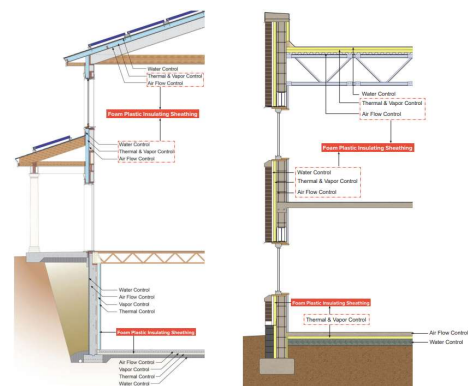 Water Control
Thermal & Vapor Control
Air Flow Control
Foam Plastic Insulating Sheathing
Water Control
Thermal & Vapor Control
Air Flow Control
Water Control
Air Flow Control
Vapor Control
Thermal Control
Foam Plastic Insulating Sheathing
Air Flow Control
Vapor Control
Thermal Control
Water Control
Water Control
Thermal & Vapor Control
Air Flow Control
Foam Plastic Insulating Sheathing
Water Control
Thermal & Vapor Control
Air Flow Control
Foam Plastic Insulating Sheathing
Thermal & Vapor Control
Air Flow Control
Water Control